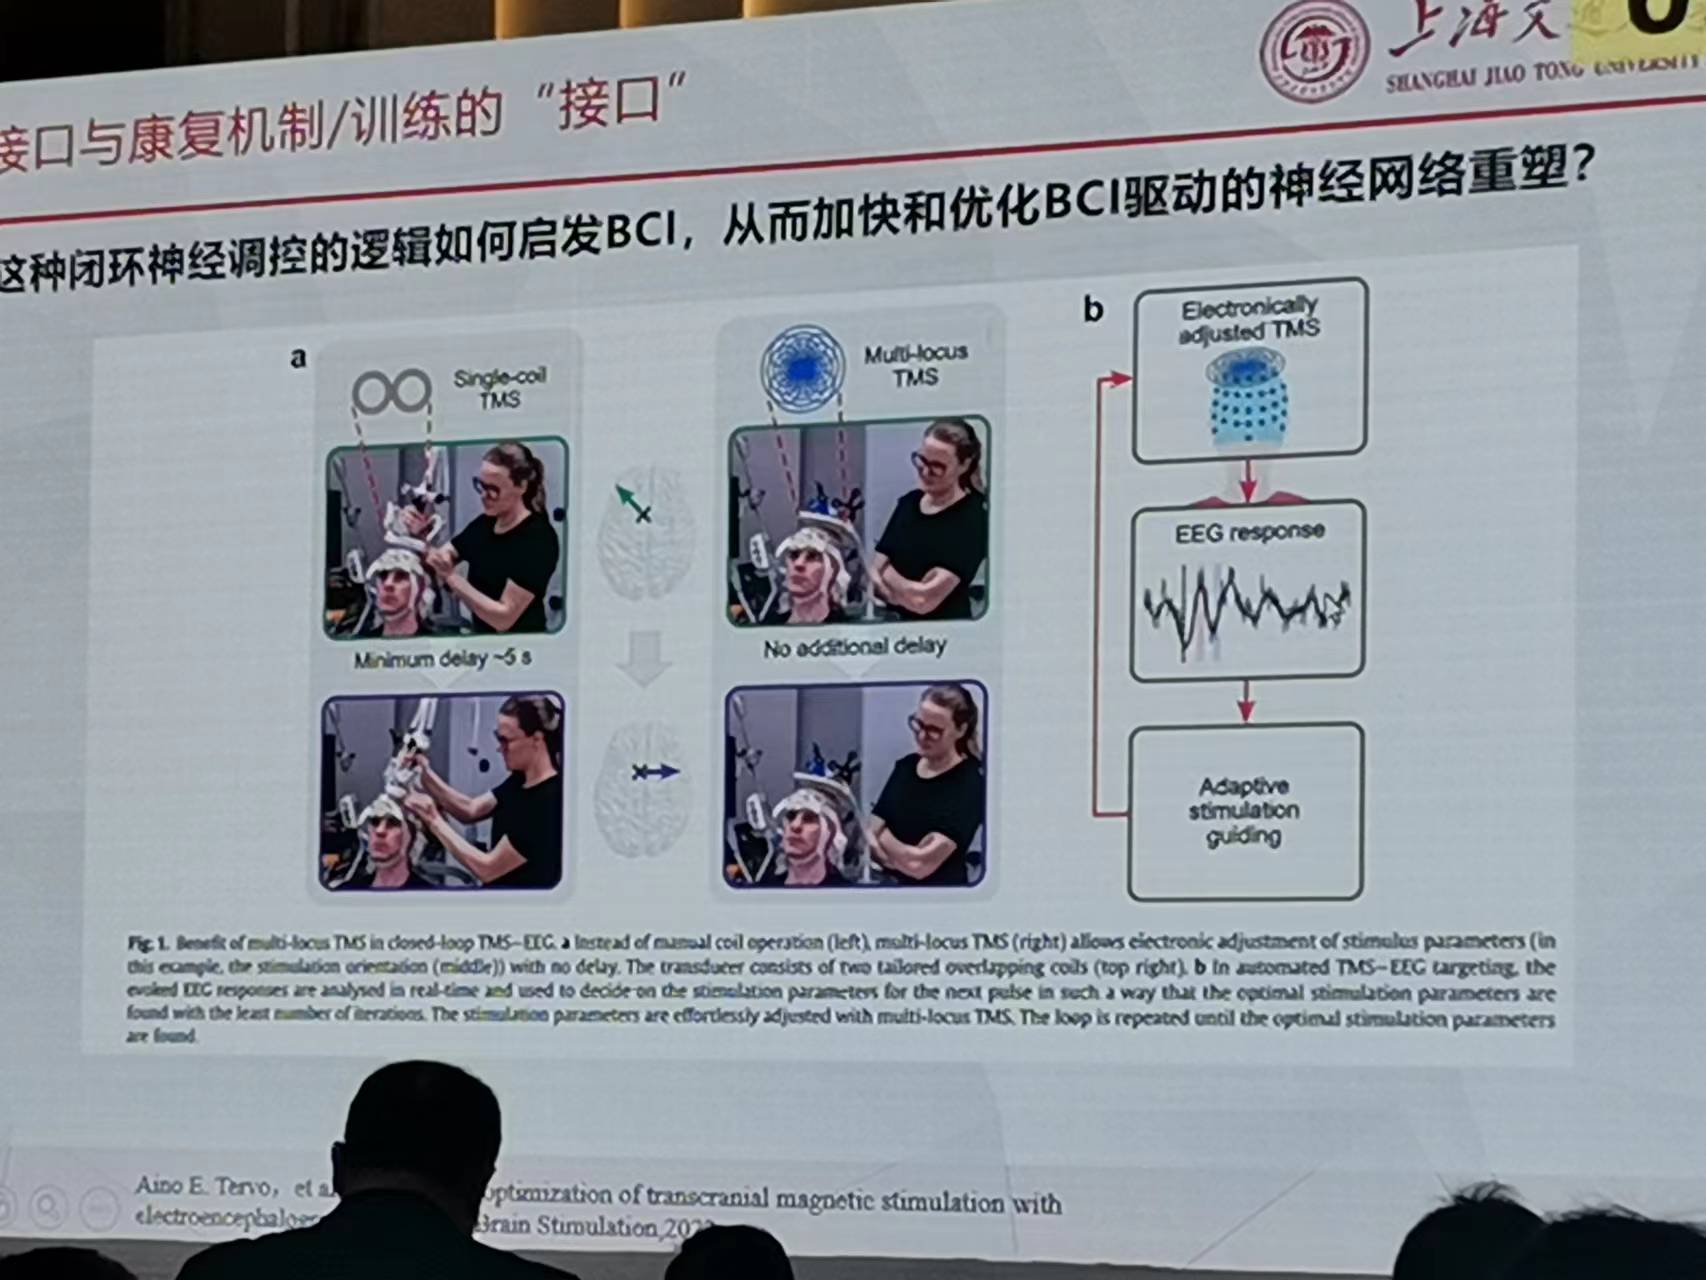 接口与康复机制/训练的“接口”
上海交
SHANGHAI JIAO TONG UNIVERSITY
这种闭环神经调控的逻辑如何启发BCI，从而加快和优化BCI驱动的神经网络重塑？
a
Single-coil
TMS
Minimum delay ~5 s
Multi-locus
TMS
No additional delay
b
Electronically
adjusted TMS
EEG response
Adaptive
stimulation
guiding
Fig. 1. Benefit of multi-locus TMS in closed-loop TMS–EEG. a Instead of manual coil operation (left), multi-locus TMS (right) allows electronic adjustment of stimulus parameters (in
this example, the stimulation orientation (middle)) with no delay. The transducer consists of two tailored overlapping coils (top right). b In automated TMS–EEG targeting, the
evoked EEG responses are analysed in real-time and used to decide on the stimulation parameters for the next pulse in such a way that the optimal stimulation parameters are
found with the least number of iterations. The stimulation parameters are effortlessly adjusted with multi-locus TMS. The loop is repeated until the optimal stimulation parameters
are found.
Aino E. Tervo, et al optimization of transcranial magnetic stimulation with
Brain Stimulation,